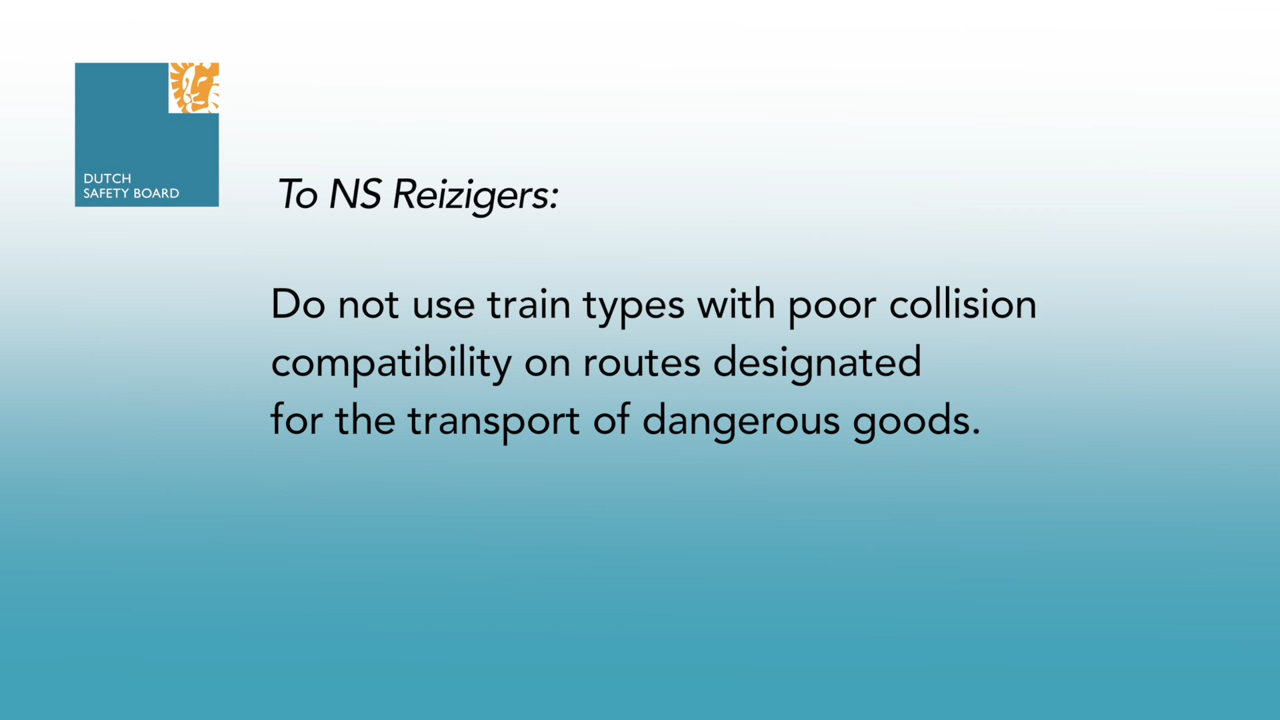 DUTCH
SAFETY BOARD
To NS Reizigers:
Do not use train types with poor collision
compatibility on routes designated
for the transport of dangerous goods.